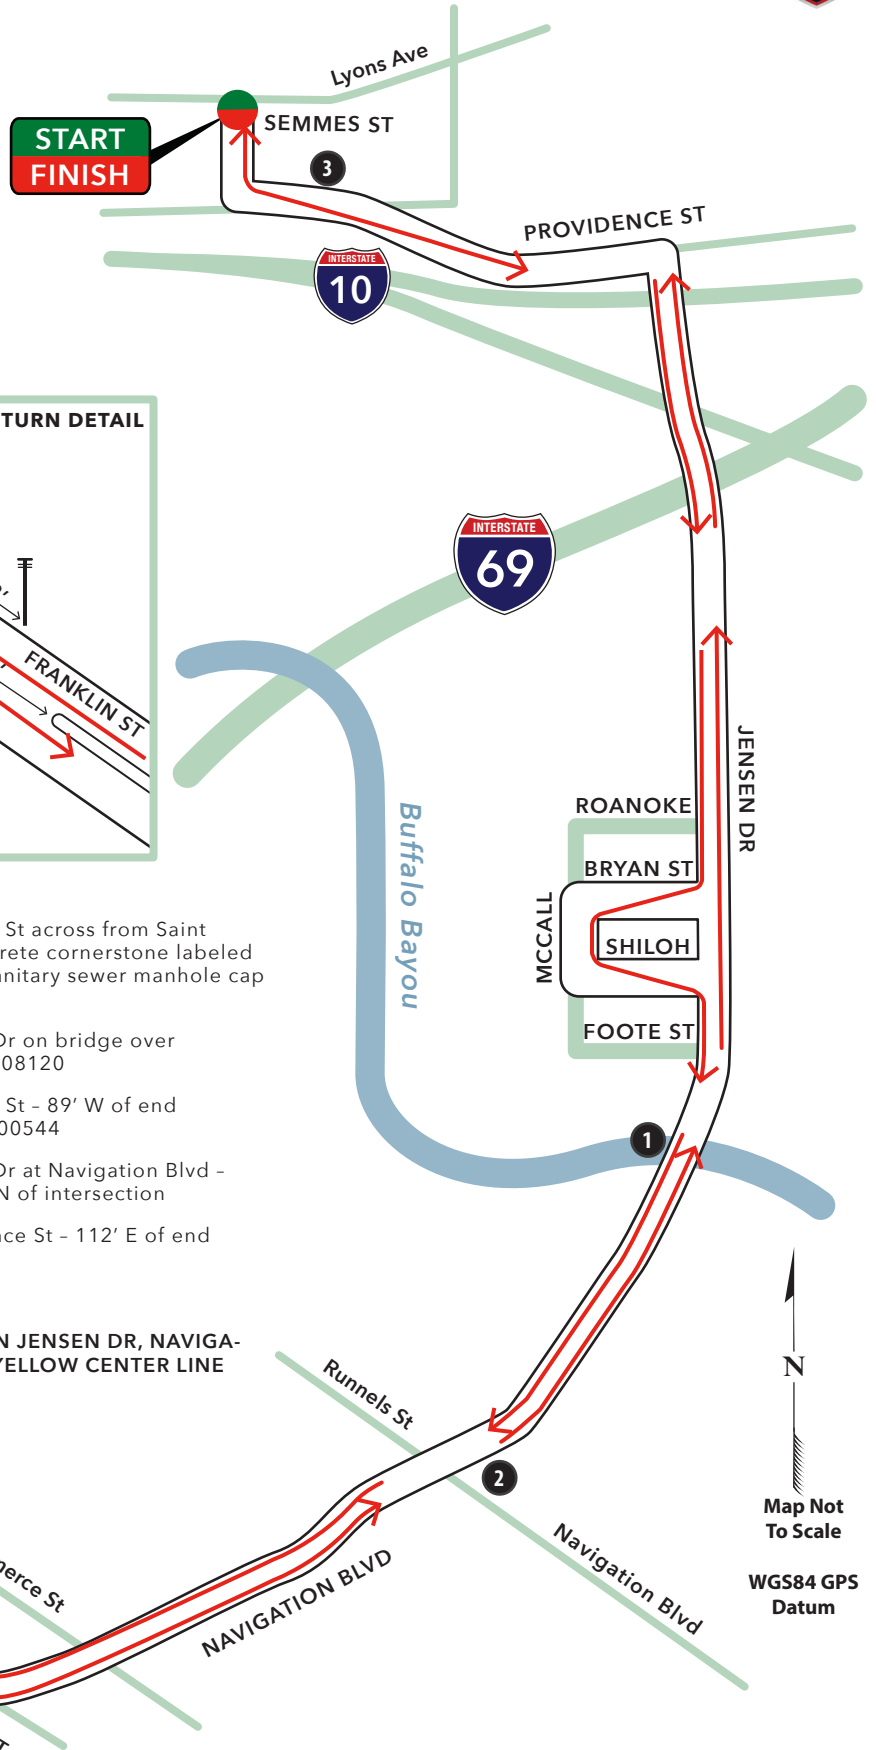 Lyons Ave
SEMMES ST
START
FINISH
3
PROVIDENCE ST
INTERSTATE
10
TURN DETAIL
INTERSTATE
69
FRANKLIN ST
JENSEN DR
ROANOKE
Buffalo Bayou
BRYAN ST
MCCALL
SHILOH
St across from Saint
rete cornerstone labeled
anitary sewer manhole cap
FOOTE ST
Dr on bridge over
08120
St – 89’ W of end
00544
1
Dr at Navigation Blvd –
N of intersection
nce St – 112’ E of end
N JENSEN DR, NAVIGA-
YELLOW CENTER LINE
N
Runnels St
2
Map Not
To Scale
Navigation Blvd
NAVIGATION BLVD
WGS84 GPS
Datum
merce St
T